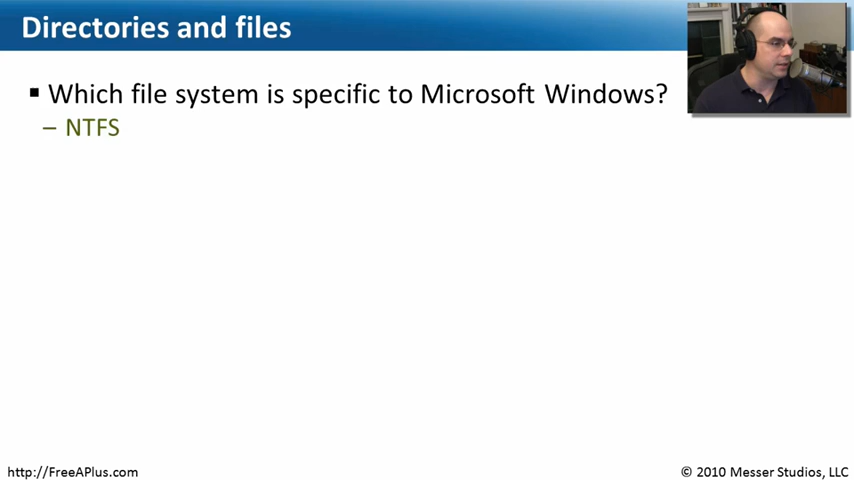 Directories and files
▪ Which file system is specific to Microsoft Windows?
– NTFS
http://FreeAPlus.com
© 2010 Messer Studios, LLC